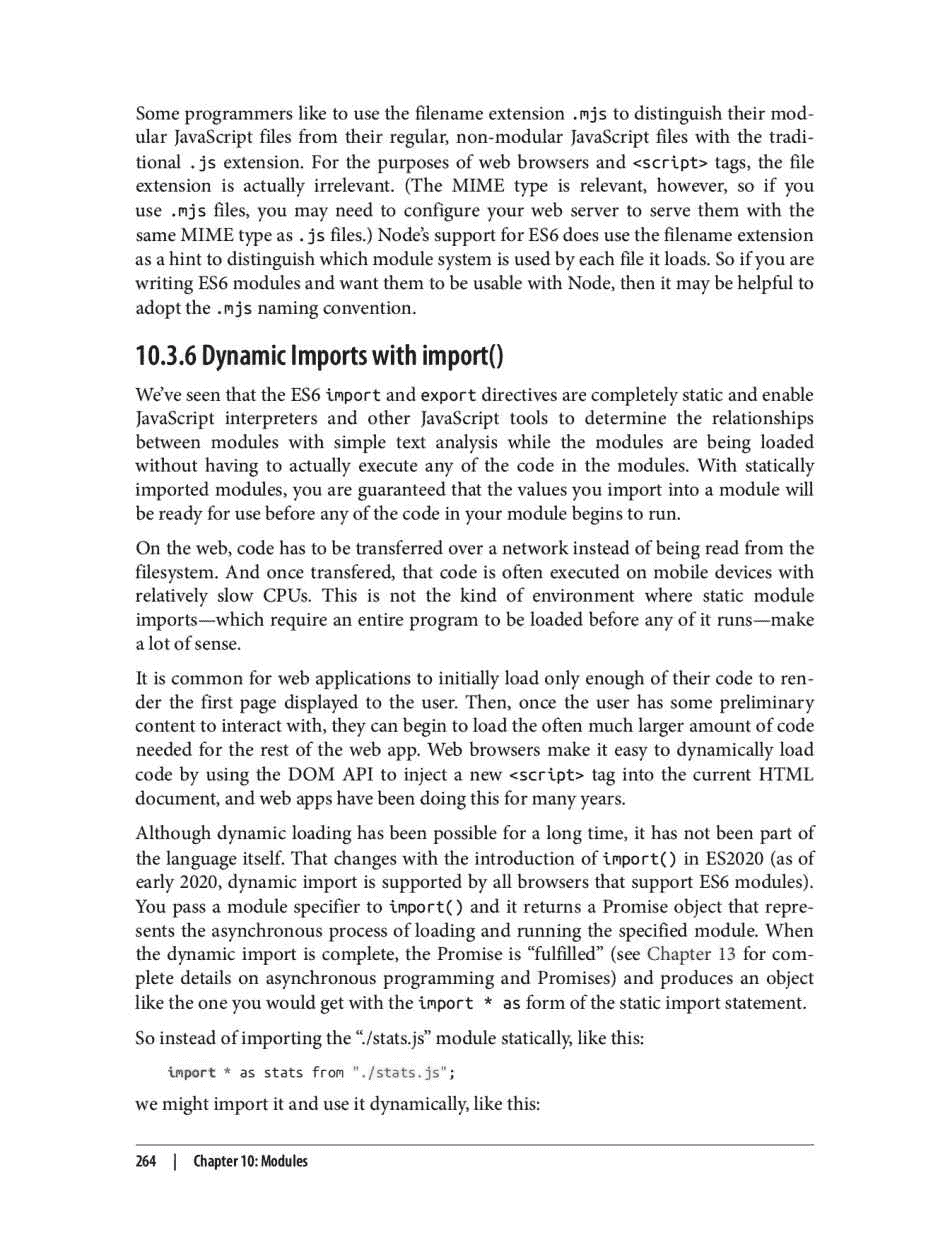 Some programmers like to use the filename extension .mjs to distinguish their mod-
ular JavaScript files from their regular, non-modular JavaScript files with the tradi-
tional .js extension. For the purposes of web browsers and <script> tags, the file
extension is actually irrelevant. (The MIME type is relevant, however, so if you
use .mjs files, you may need to configure your web server to serve them with the
same MIME type as .js files.) Node’s support for ES6 does use the filename extension
as a hint to distinguish which module system is used by each file it loads. So if you are
writing ES6 modules and want them to be usable with Node, then it may be helpful to
adopt the .mjs naming convention.
10.3.6 Dynamic Imports with import()
We’ve seen that the ES6 import and export directives are completely static and enable
JavaScript interpreters and other JavaScript tools to determine the relationships
between modules with simple text analysis while the modules are being loaded
without having to actually execute any of the code in the modules. With statically
imported modules, you are guaranteed that the values you import into a module will
be ready for use before any of the code in your module begins to run.
On the web, code has to be transferred over a network instead of being read from the
filesystem. And once transfered, that code is often executed on mobile devices with
relatively slow CPUs. This is not the kind of environment where static module
imports—which require an entire program to be loaded before any of it runs—make
a lot of sense.
It is common for web applications to initially load only enough of their code to ren-
der the first page displayed to the user. Then, once the user has some preliminary
content to interact with, they can begin to load the often much larger amount of code
needed for the rest of the web app. Web browsers make it easy to dynamically load
code by using the DOM API to inject a new <script> tag into the current HTML
document, and web apps have been doing this for many years.
Although dynamic loading has been possible for a long time, it has not been part of
the language itself. That changes with the introduction of import() in ES2020 (as of
early 2020, dynamic import is supported by all browsers that support ES6 modules).
You pass a module specifier to import() and it returns a Promise object that repre-
sents the asynchronous process of loading and running the specified module. When
the dynamic import is complete, the Promise is “fulfilled” (see Chapter 13 for com-
plete details on asynchronous programming and Promises) and produces an object
like the one you would get with the import * as form of the static import statement.
So instead of importing the “./stats.js” module statically, like this:
import * as stats from "./stats.js";
we might import it and use it dynamically, like this:
264 | Chapter 10: Modules